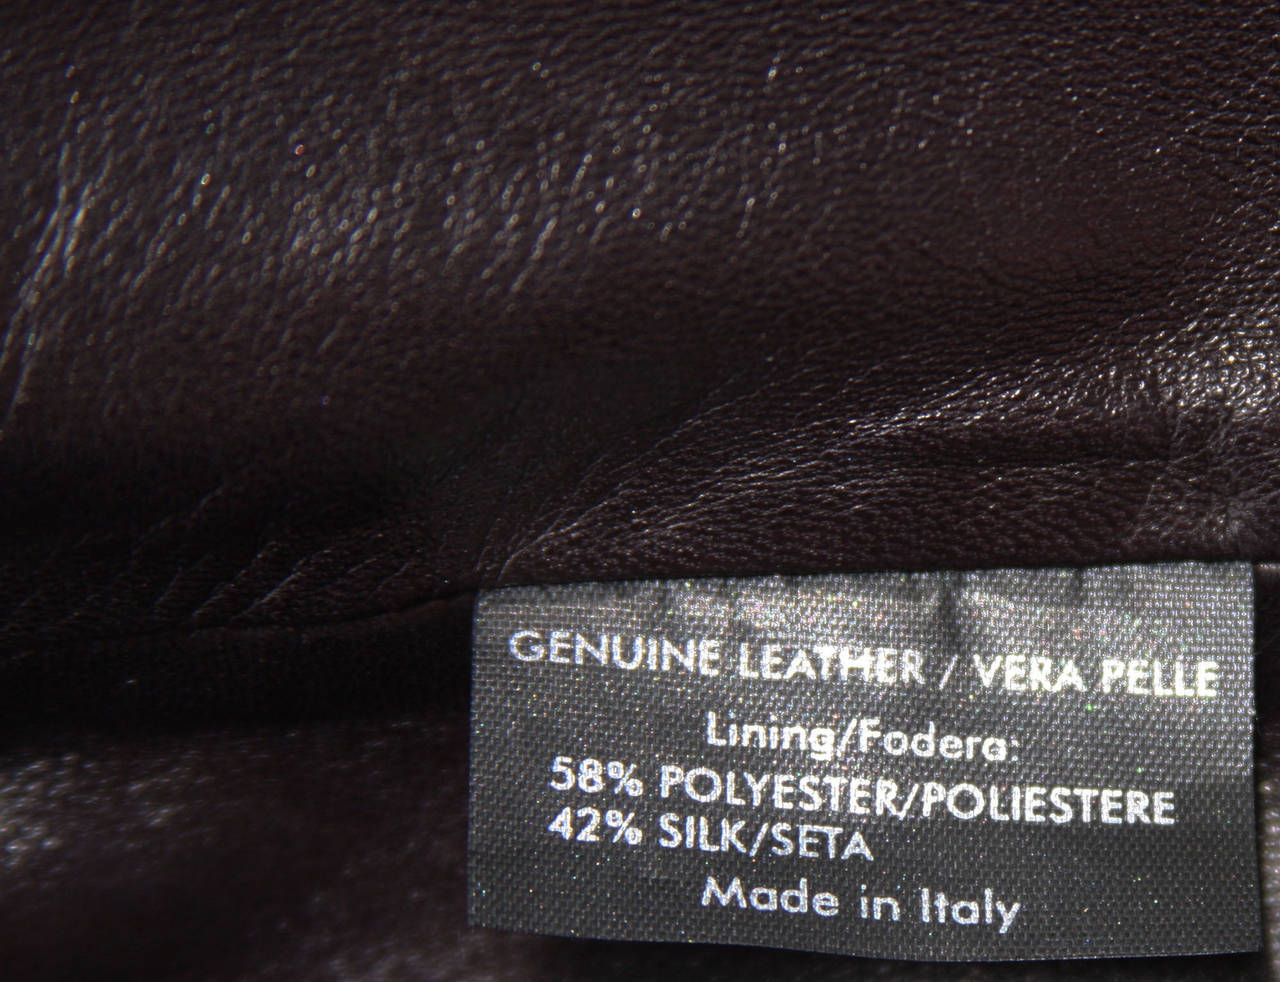 GENUINE LEATHER / VERA PELLE
Lining/Fodera:
58% POLYESTER/POLIESTERE
42% SILK/SETA
Made in Italy